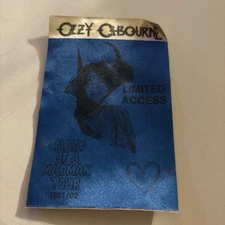 OZZY OSBOURNE
LIMITED
ACCESS
DIARY
OF A
MADMAN
TOUR
1981/82